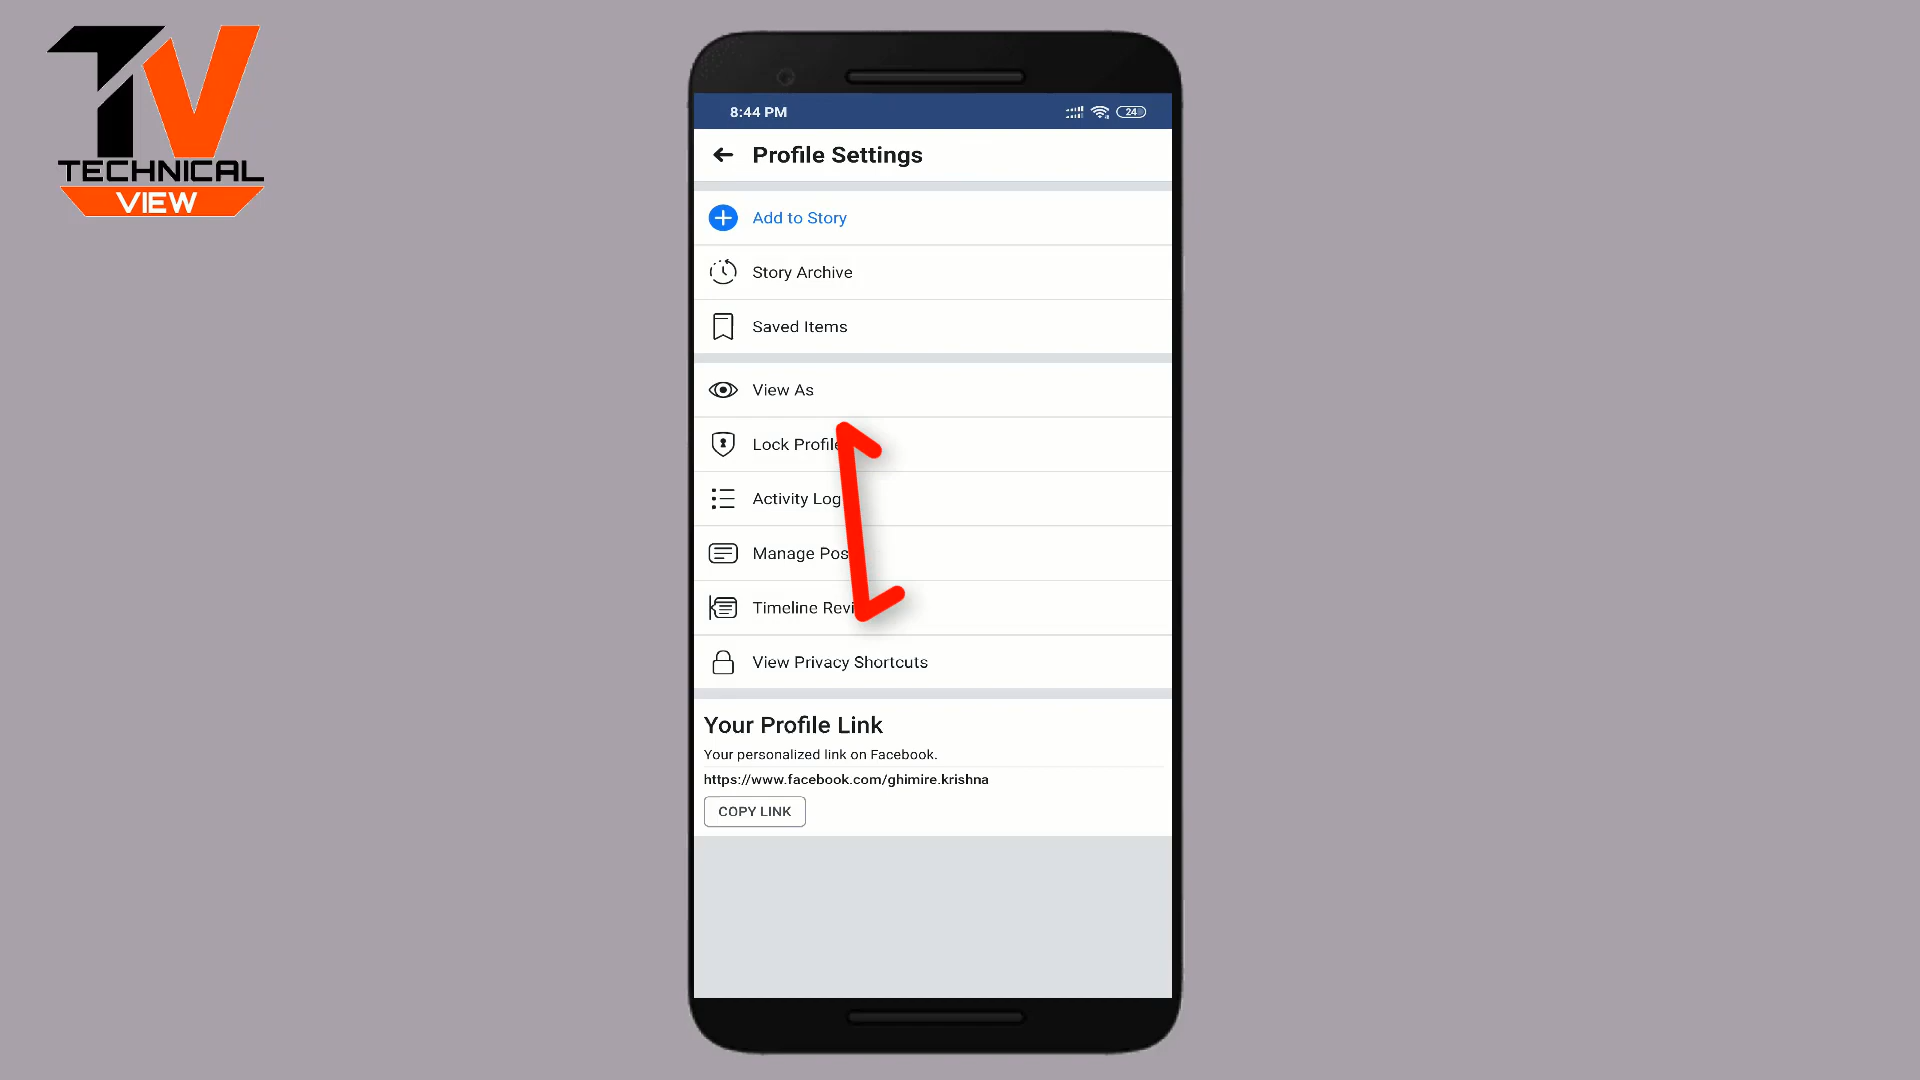 TV
TECHNICAL
VIEW
8:44 PM
24
Profile Settings
Add to Story
Story Archive
Saved Items
View As
Lock Profile
Activity Log
Manage Pos
Timeline Revi
View Privacy Shortcuts
Your Profile Link
Your personalized link on Facebook.
https://www.facebook.com/ghimire.krishna
COPY LINK